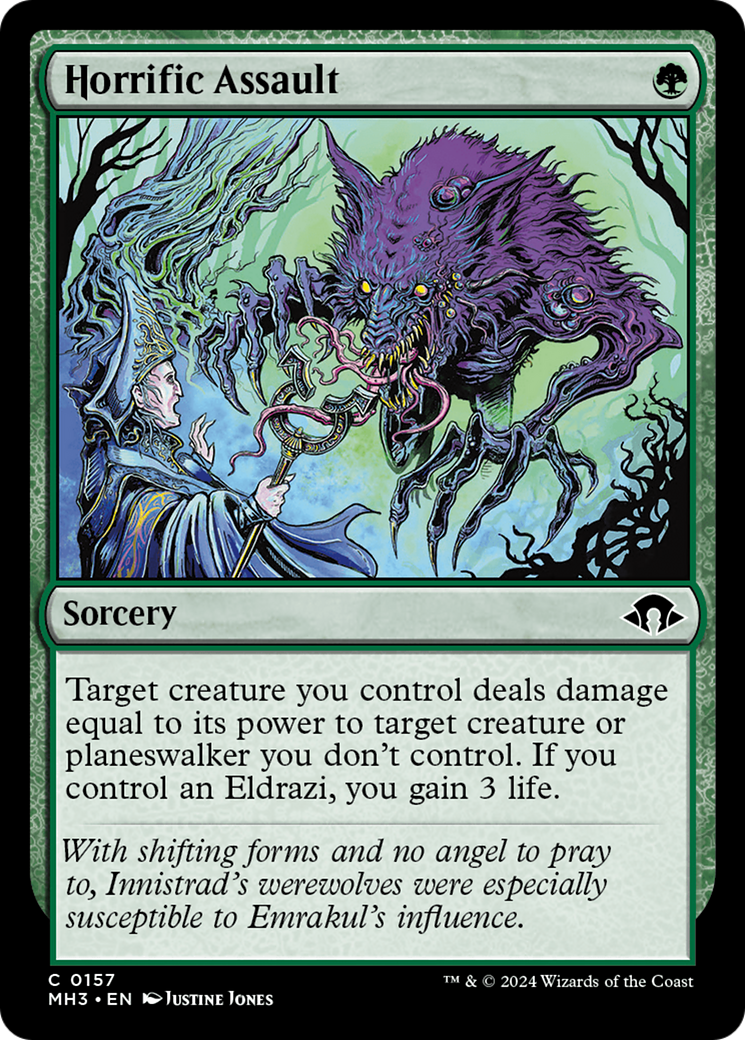 Horrific Assault
Sorcery
Target creature you control deals damage
equal to its power to target creature or
planeswalker you don't control. If you
control an Eldrazi, you gain 3 life.
With shifting forms and no angel to pray
to, Innistrad's werewolves were especially
susceptible to Emrakul's influence.
C 0157
MH3 • EN Justine Jones
™ & © 2024 Wizards of the Coast